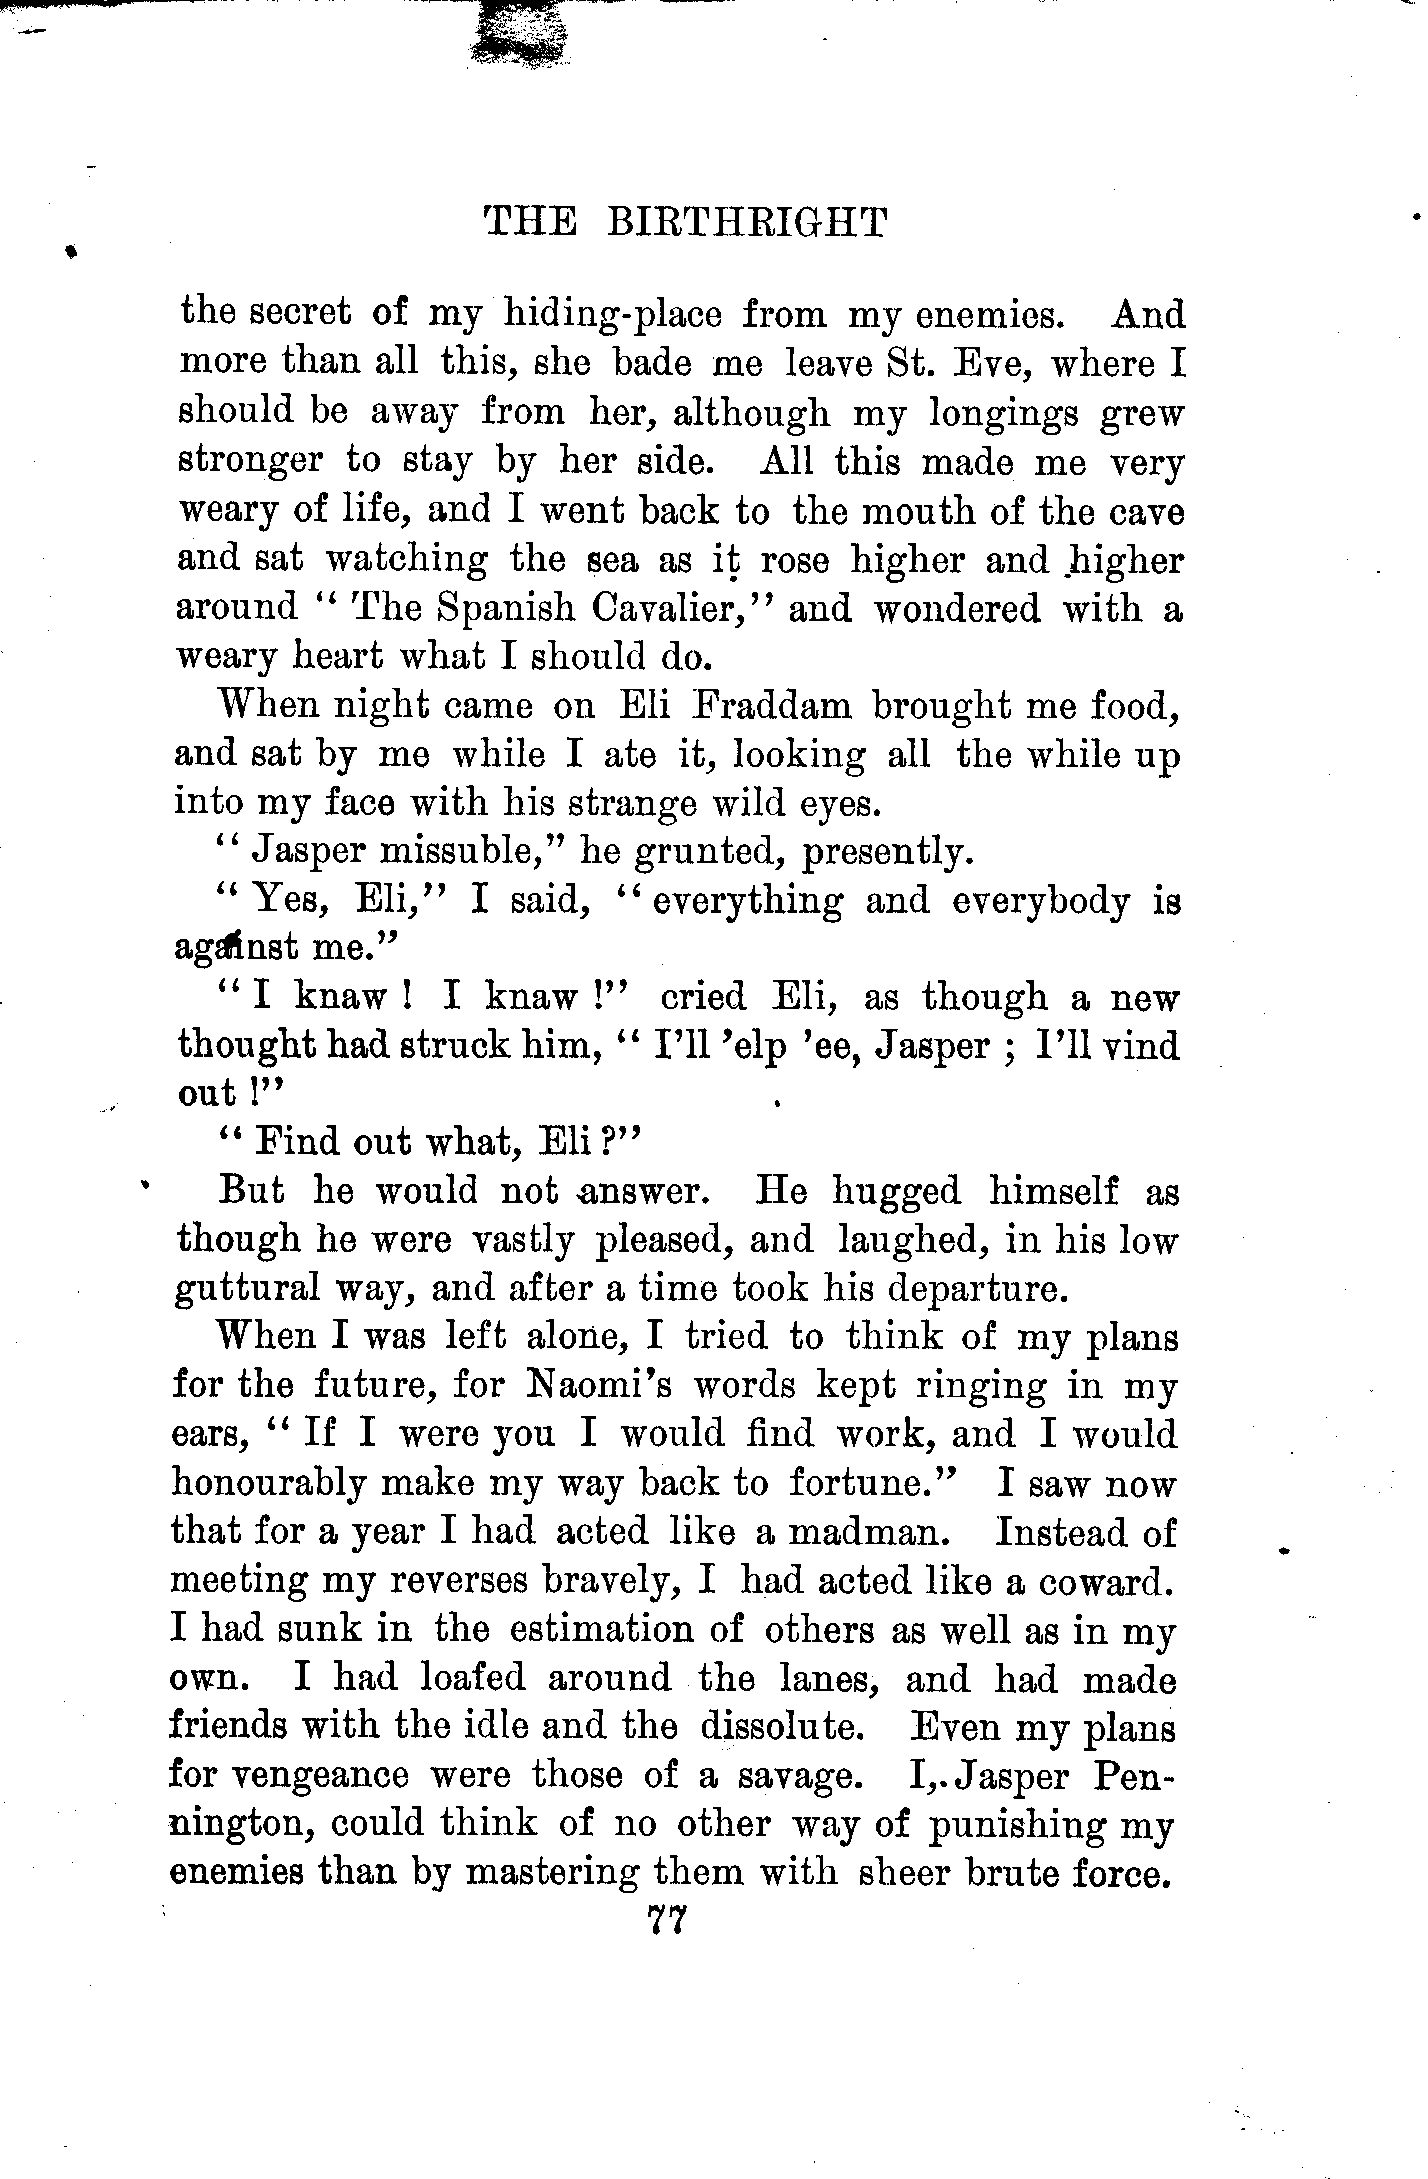 THE BIRTHRIGHT
the secret of my hiding-place from my enemies. And
more than all this, she bade me leave St. Eve, where I
should be away from her, although my longings grew
stronger to stay by her side. All this made me very
weary of life, and I went back to the mouth of the cave
and sat watching the sea as it rose higher and higher
around “ The Spanish Cavalier,” and wondered with a
weary heart what I should do.
When night came on Eli Fraddam brought me food,
and sat by me while I ate it, looking all the while up
into my face with his strange wild eyes.
“ Jasper missuble,” he grunted, presently.
“ Yes, Eli,” I said, “ everything and everybody is
against me.”
“ I knaw ! I knaw !” cried Eli, as though a new
thought had struck him, “ I’ll ’elp ’ee, Jasper ; I’ll vind
out !”
“ Find out what, Eli ?”
But he would not answer. He hugged himself as
though he were vastly pleased, and laughed, in his low
guttural way, and after a time took his departure.
When I was left alone, I tried to think of my plans
for the future, for Naomi’s words kept ringing in my
ears, “ If I were you I would find work, and I would
honourably make my way back to fortune.” I saw now
that for a year I had acted like a madman. Instead of
meeting my reverses bravely, I had acted like a coward.
I had sunk in the estimation of others as well as in my
own. I had loafed around the lanes, and had made
friends with the idle and the dissolute. Even my plans
for vengeance were those of a savage. I, Jasper Pen-
nington, could think of no other way of punishing my
enemies than by mastering them with sheer brute force.
77